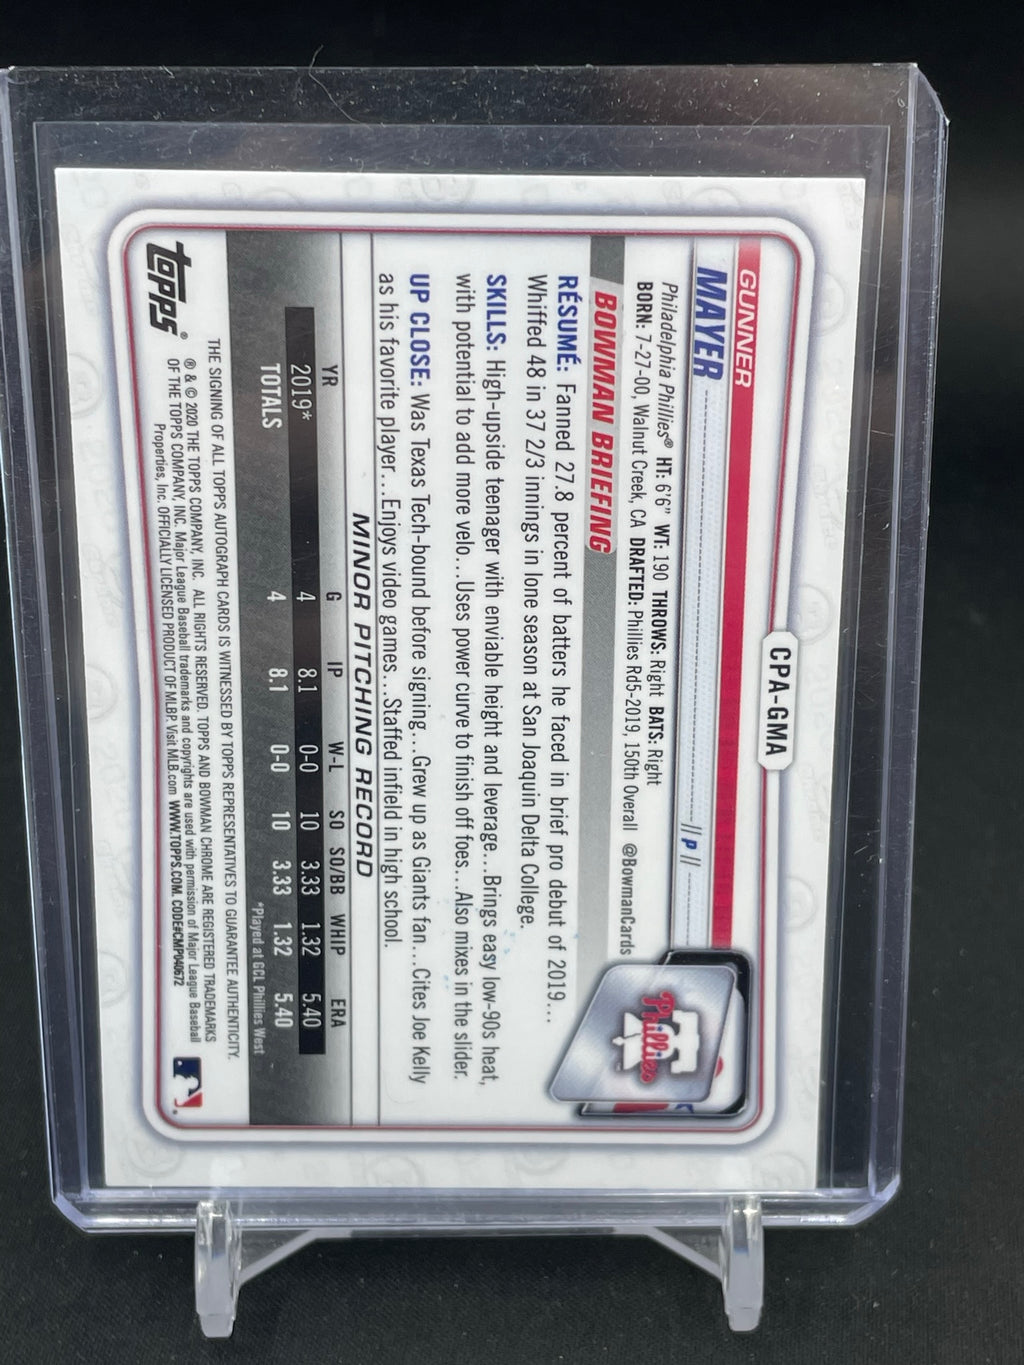 CPA-GMA
GUNNER
MAYER
|| P ||
Philadelphia Phillies® HT: 6'6" WT: 190 THROWS: Right BATS: Right
BORN: 7-27-00, Walnut Creek, CA DRAFTED: Phillies Rd5-2019, 150th Overall @BowmanCards
Phillies
BOWMAN BRIEFING
RÉSUMÉ: Fanned 27.8 percent of batters he faced in brief pro debut of 2019…
Whiffed 48 in 37 2/3 innings in lone season at San Joaquin Delta College.
SKILLS: High-upside teenager with enviable height and leverage…Brings easy low-90s heat,
with potential to add more velo…Uses power curve to finish off foes…Also mixes in the slider.
UP CLOSE: Was Texas Tech-bound before signing…Grew up as Giants fan…Cites Joe Kelly
as his favorite player…Enjoys video games…Staffed infield in high school.
MINOR PITCHING RECORD
YR G IP W-L SO SO/BB WHIP ERA
2019* 4 8.1 0-0 10 3.33 1.32 5.40
TOTALS 4 8.1 0-0 10 3.33 1.32 5.40
*Played at GCL Phillies West
topps®
THE SIGNING OF ALL TOPPS AUTOGRAPH CARDS IS WITNESSED BY TOPPS REPRESENTATIVES TO GUARANTEE AUTHENTICITY.
® & © 2020 THE TOPPS COMPANY, INC. ALL RIGHTS RESERVED. TOPPS AND BOWMAN CHROME ARE REGISTERED TRADEMARKS
OF THE TOPPS COMPANY, INC. Major League Baseball trademarks and copyrights are used with permission of Major League Baseball
Properties, Inc. OFFICIALLY LICENSED PRODUCT OF MLBP. Visit MLB.com WWW.TOPPS.COM. CODE#CMP040672